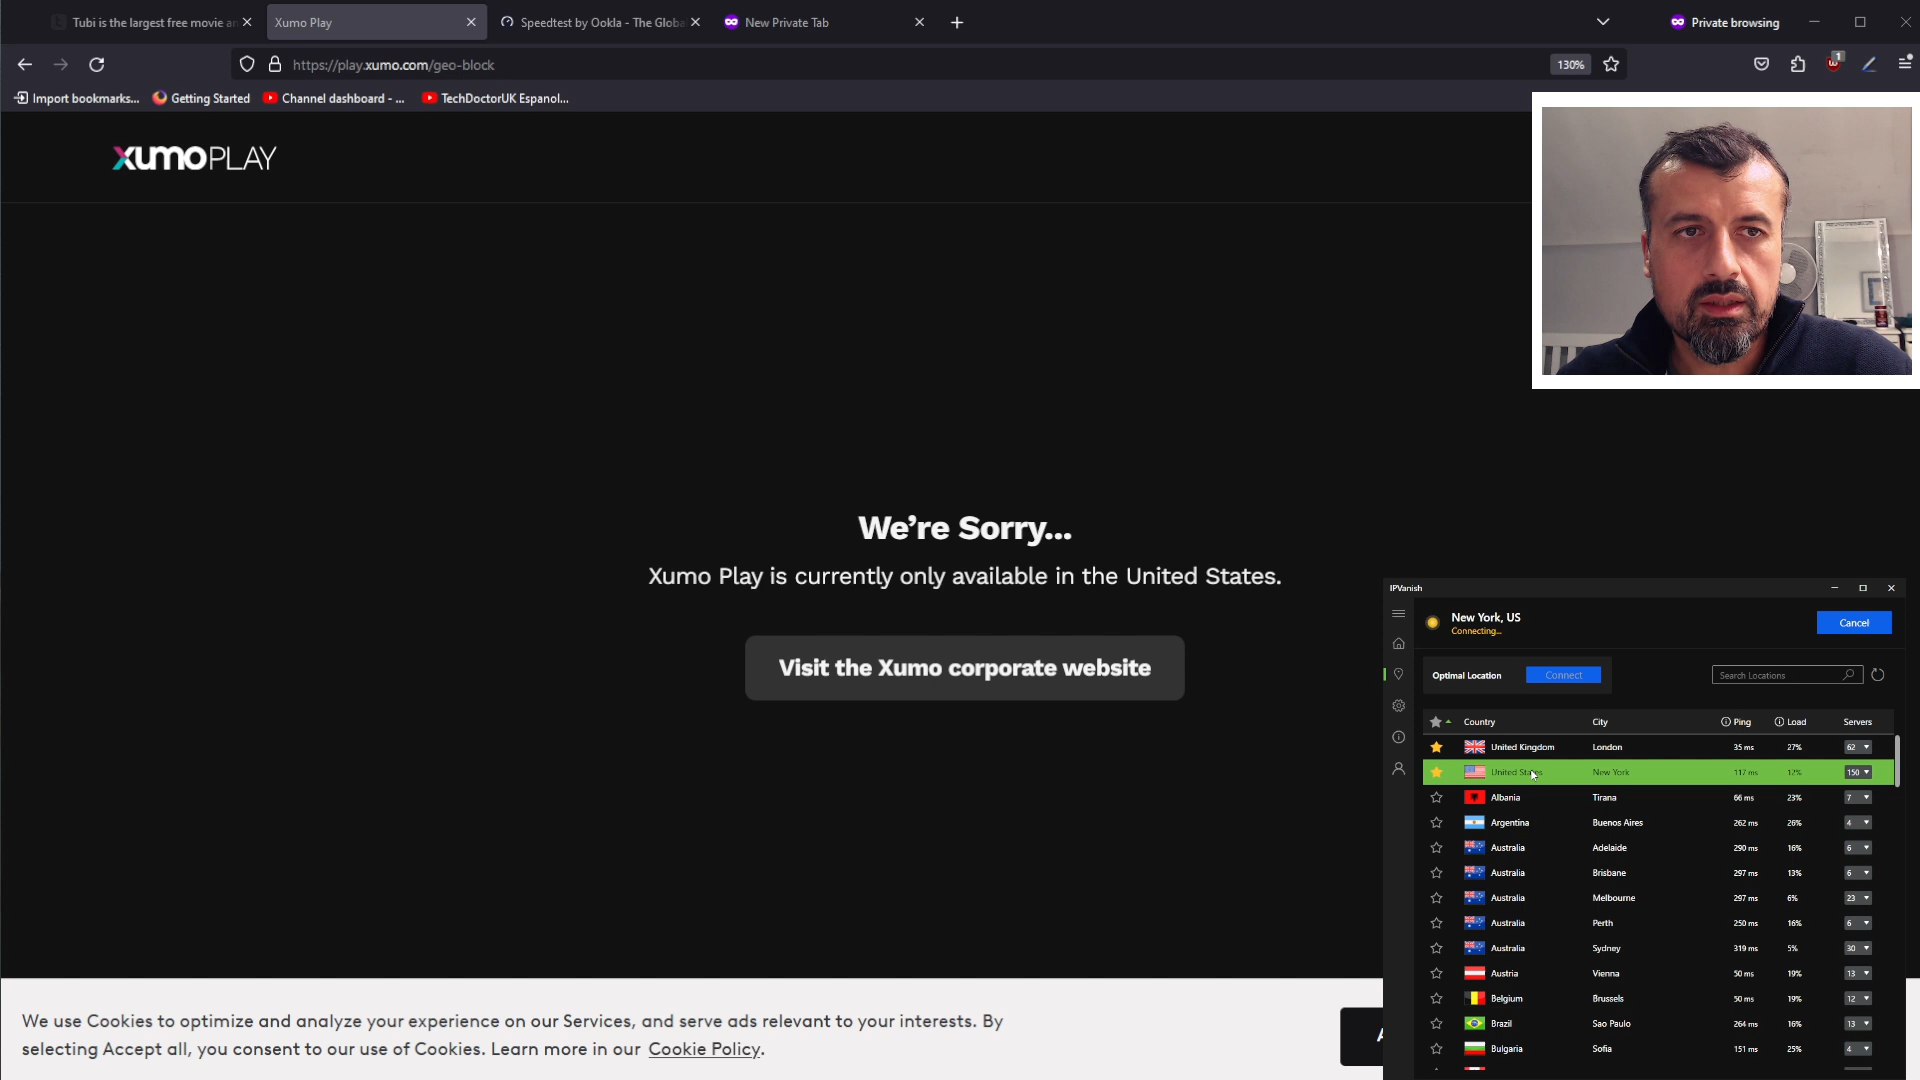 Tubi is the largest free movie a
Xumo Play
Speedtest by Ookla - The Globa
New Private Tab
Private browsing
https://play.xumo.com/geo-block
130%
1
Import bookmarks...
Getting Started
Channel dashboard - ...
TechDoctorUK Espanol...
xumo PLAY
We’re Sorry...
Xumo Play is currently only available in the United States.
Visit the Xumo corporate website
We use Cookies to optimize and analyze your experience on our Services, and serve ads relevant to your interests. By
selecting Accept all, you consent to our use of Cookies. Learn more in our Cookie Policy.
IPVanish
New York, US
Connecting...
Cancel
Optimal Location
Connect
Search Locations
Country City Ping Load Servers
United Kingdom London 35 ms 27% 62
United States New York 117 ms 12% 150
Albania Tirana 66 ms 23% 7
Argentina Buenos Aires 262 ms 26% 4
Australia Adelaide 290 ms 16% 6
Australia Brisbane 297 ms 13% 6
Australia Melbourne 297 ms 6% 23
Australia Perth 250 ms 16% 6
Australia Sydney 319 ms 5% 30
Austria Vienna 50 ms 19% 13
Belgium Brussels 50 ms 19% 12
Brazil Sao Paulo 264 ms 16% 13
Bulgaria Sofia 151 ms 25% 4